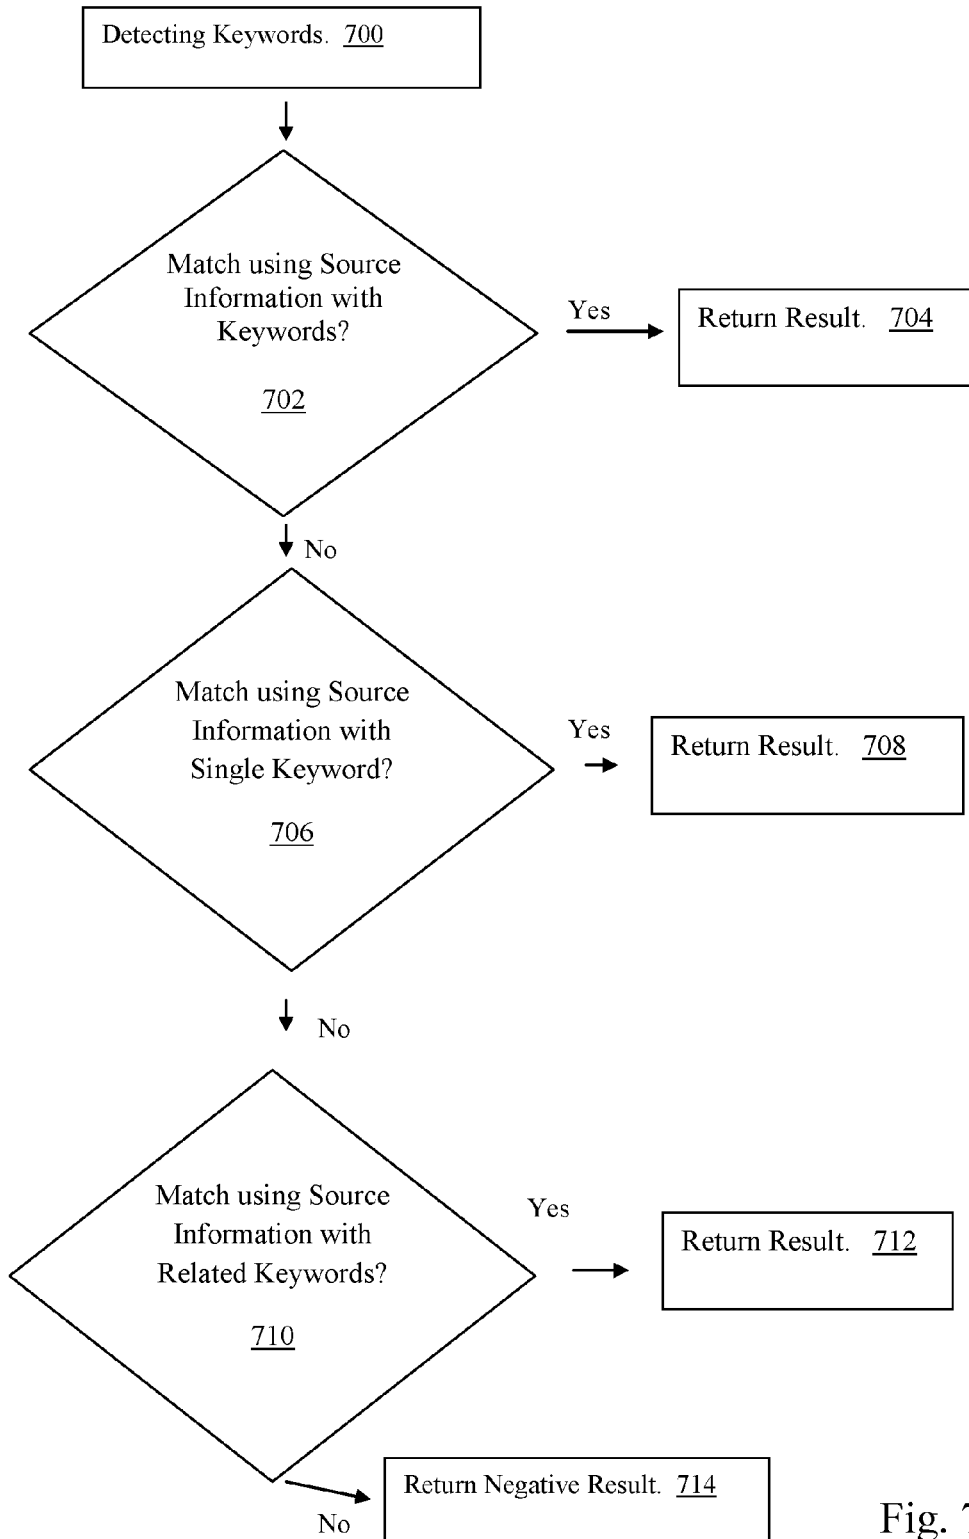 Detecting Keywords. 700
Match using Source
Information with
Keywords?
702
Yes
Return Result. 704
No
Match using Source
Information with
Single Keyword?
706
Yes
Return Result. 708
No
Match using Source
Information with
Related Keywords?
710
Yes
Return Result. 712
No
Return Negative Result. 714
Fig.